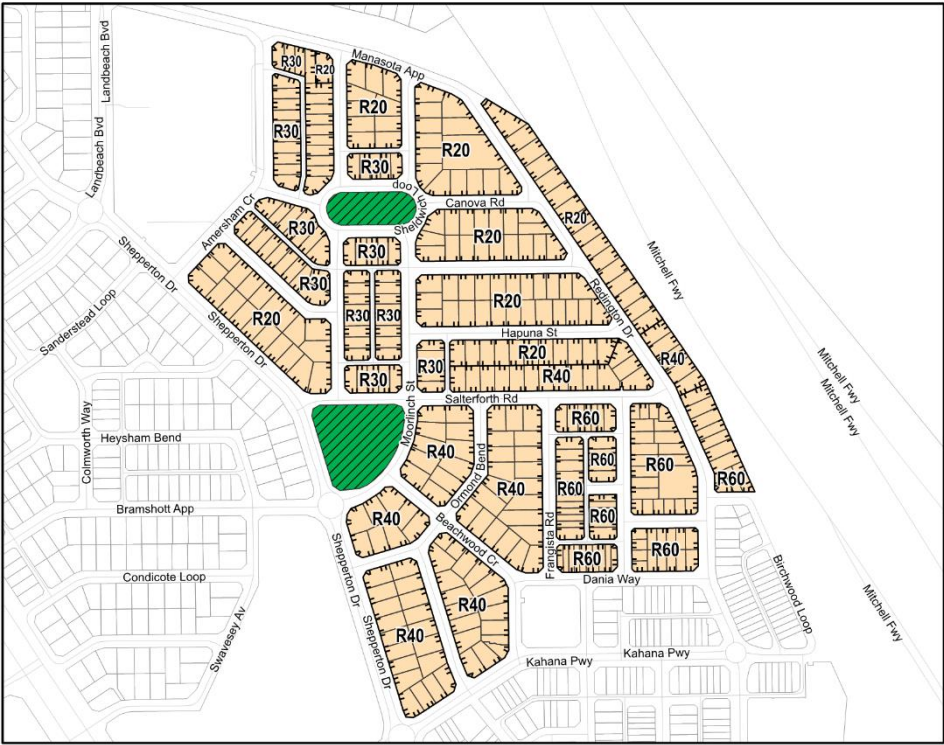 Landbeach Bvd
Landbeach Bvd
Manasota App
R30
R20
R20
R30
R20
R30
Sheldwich Loop
Canova Rd
Amersham Cr
R30
R30
R20
R20
R30
Mitchell Fwy
Shepperton Dr
R20
R30
R30
R20
Redington Dr
Sanderstead Loop
Shepperton Dr
Hapuna St
R20
R40
R30
R30
R40
Mitchell Fwy
Mitchell Fwy
Salterforth Rd
Moorlinch St
Colmworth Way
Heysham Bend
R60
R40
Ormond Bend
R60
R60
R40
R60
R60
Bramshott App
R40
Beachwood Cr
R60
Frangista Rd
R60
R60
Shepperton Dr
Condicote Loop
Dania Way
Birchwood Loop
Mitchell Fwy
R40
R40
Swavesey Av
Shepperton Dr
Kahana Pwy
Kahana Pwy